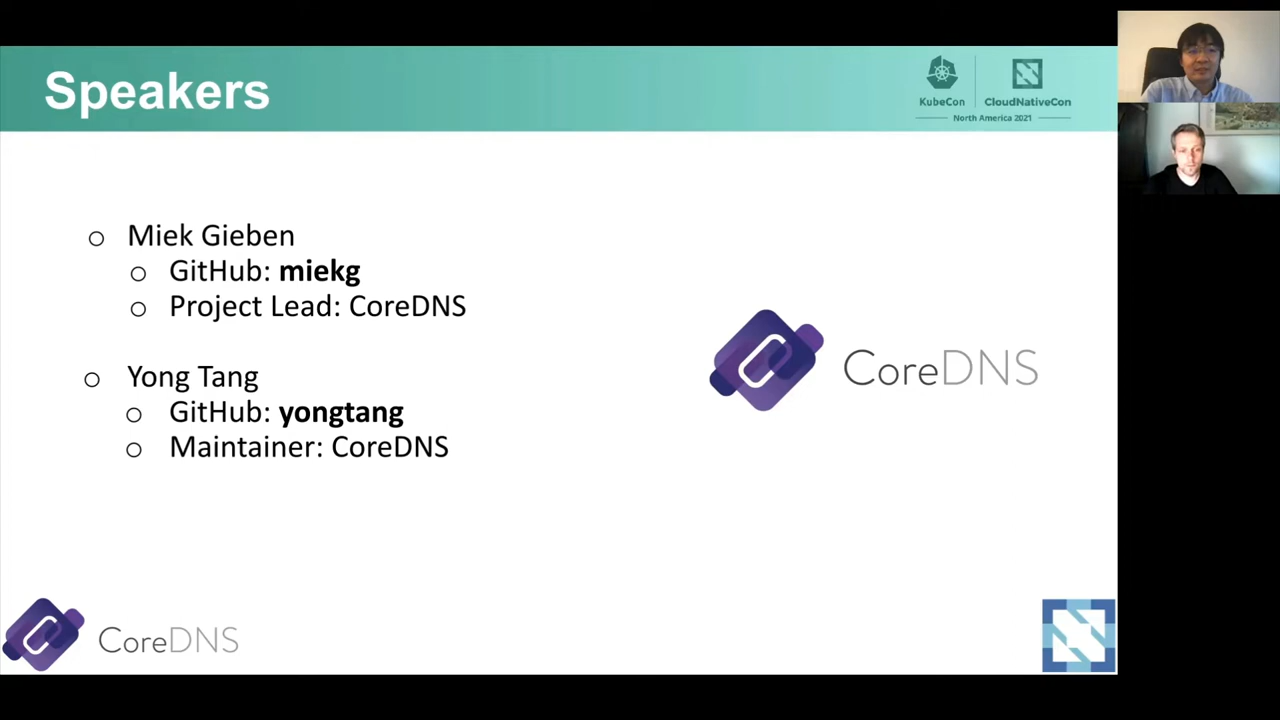 Speakers
KubeCon
CloudNativeCon
North America 2021
Miek Gieben
GitHub: miekg
Project Lead: CoreDNS
Yong Tang
GitHub: yongtang
Maintainer: CoreDNS
CoreDNS
CoreDNS